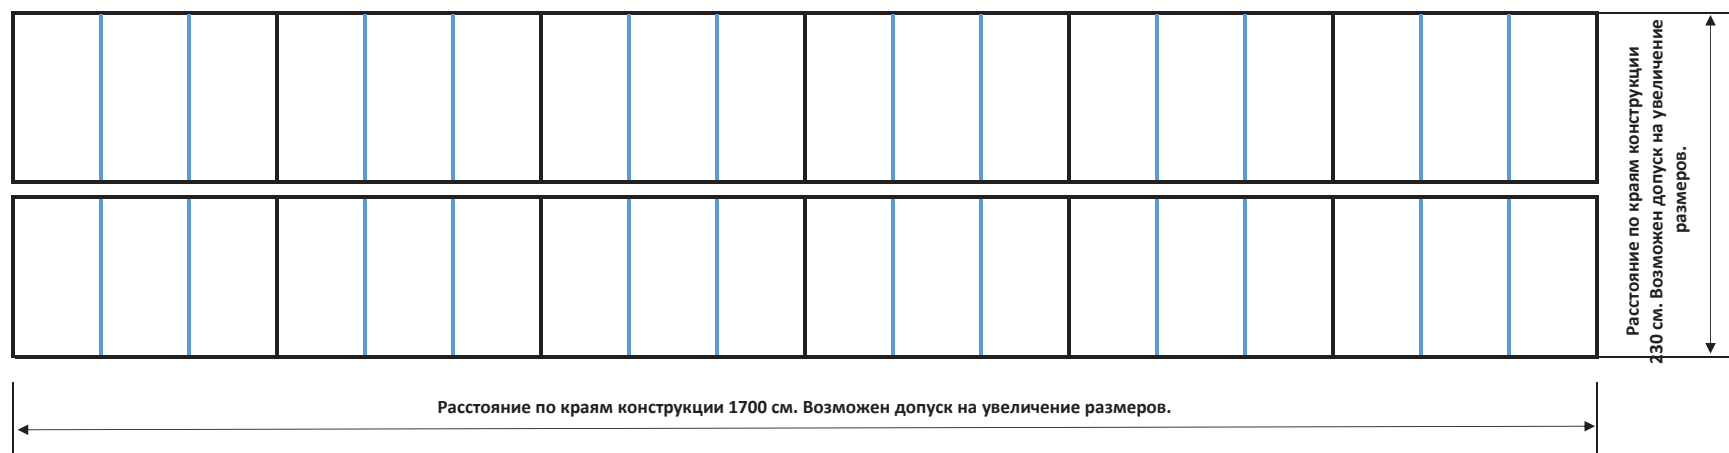 Расстояние по краям конструкции
230 см. Возможен допуск на увеличение
размеров.
Расстояние по краям конструкции 1700 см. Возможен допуск на увеличение размеров.